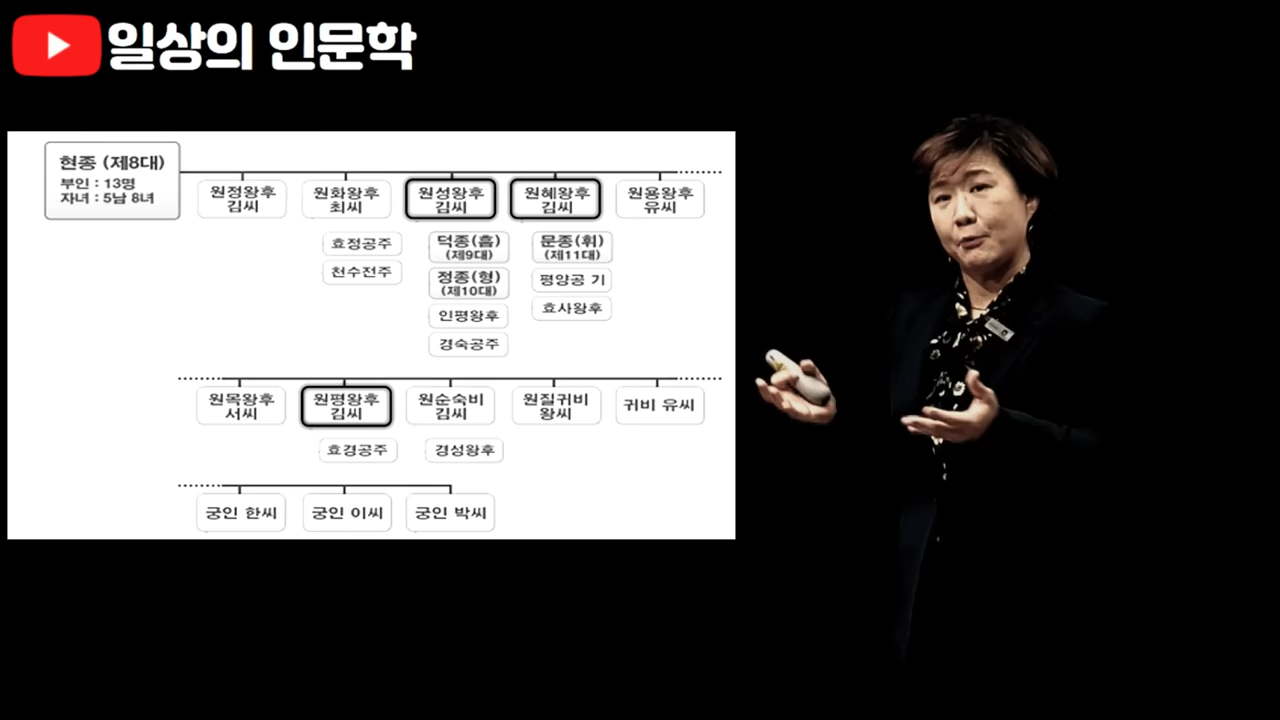 일상의 인문학
현종 (제8대)
부인 : 13명
자녀 : 5남 8녀
원정왕후
김씨
원화왕후
최씨
원성왕후
김씨
원혜왕후
김씨
원용왕후
유씨
효정공주
천수전주
덕종(흠)
(제9대)
정종(형)
(제10대)
인평왕후
경숙공주
문종(휘)
(제11대)
평양공 기
효사왕후
원목왕후
서씨
원평왕후
김씨
원순숙비
김씨
원질귀비
왕씨
귀비 유씨
효경공주
경성왕후
궁인 한씨
궁인 이씨
궁인 박씨